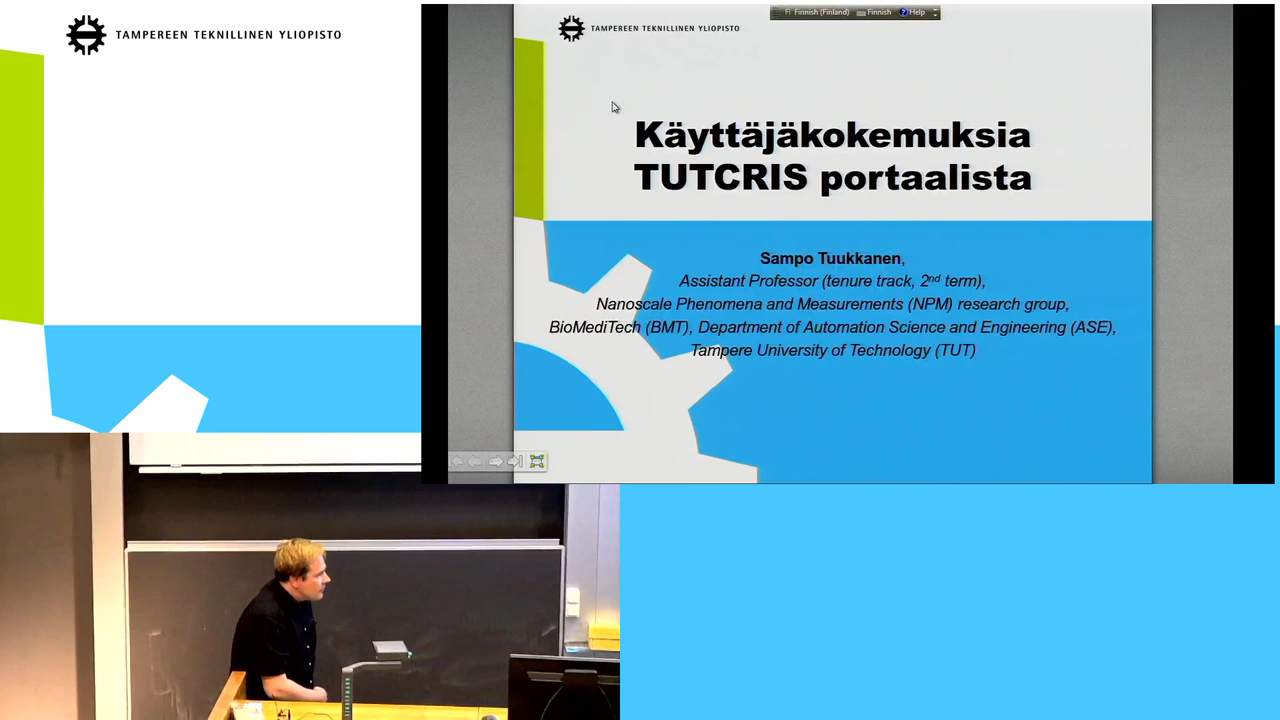 TAMPEREEN TEKNILLINEN YLIOPISTO
FI Finnish (Finland) Finnish Help
TAMPEREEN TEKNILLINEN YLIOPISTO
Käyttäjäkokemuksia
TUTCRIS portaalista
Sampo Tuukkanen,
Assistant Professor (tenure track, 2nd term),
Nanoscale Phenomena and Measurements (NPM) research group,
BioMediTech (BMT), Department of Automation Science and Engineering (ASE),
Tampere University of Technology (TUT)